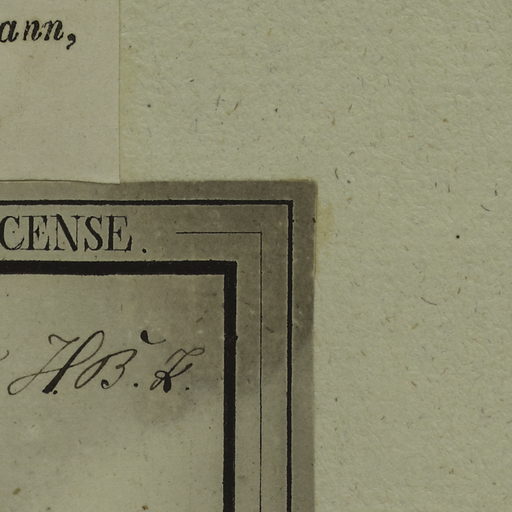 ann,
CENSE.
H.B.